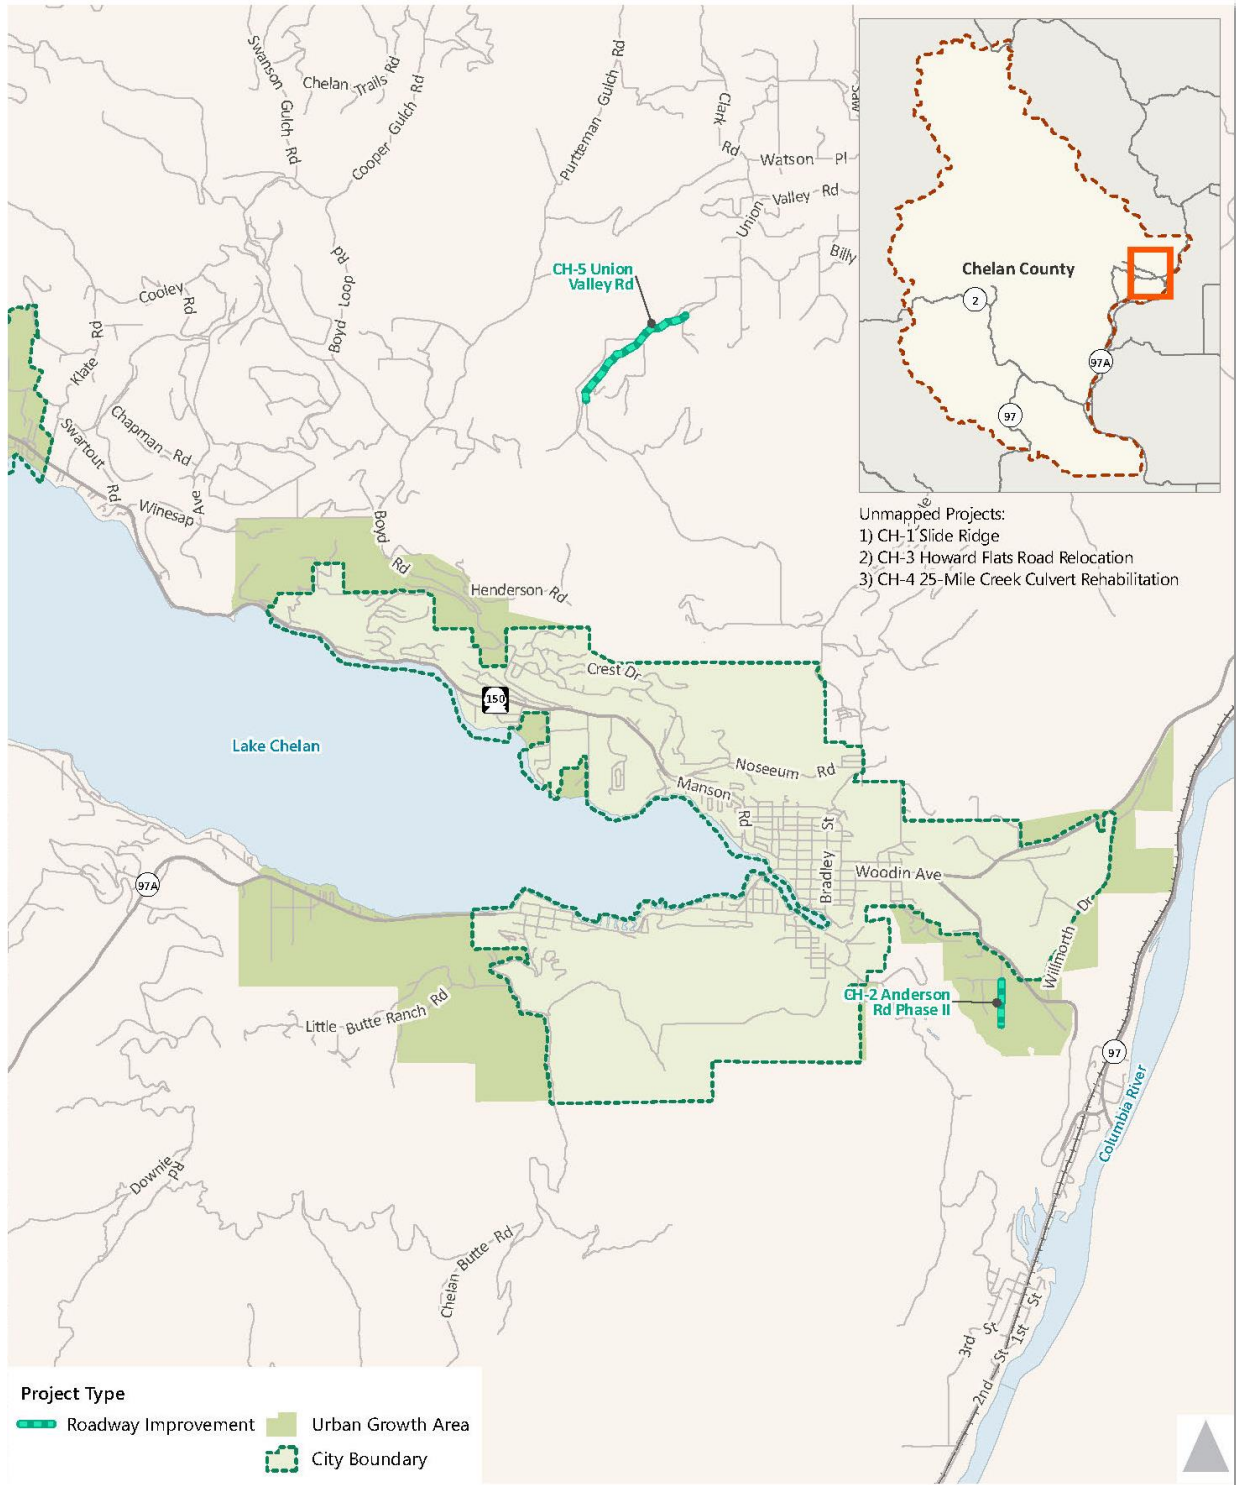 Swanson Gulch Rd
Chelan Trails Rd
Cooper Gulch Rd
Purtteman Gulch Rd
Clark Rd
Watson Pl
Union Valley Rd
Billy
Boyd Loop Rd
Cooley Rd
Klate Rd
Swartout Rd
Chapman Rd
Winesap Ave
Boyd Rd
Henderson Rd
CH-5 Union
Valley Rd
Chelan County
2
97A
97
Unmapped Projects:
1) CH-1 Slide Ridge
2) CH-3 Howard Flats Road Relocation
3) CH-4 25-Mile Creek Culvert Rehabilitation
Crest Dr
150
Lake Chelan
Noseeum Rd
Manson Rd
Bradley St
Woodin Ave
Willmorth Dr
97A
CH-2 Anderson
Rd Phase II
Little Butte Ranch Rd
97
Columbia River
Downie Rd
Chelan Butte Rd
3rd St
1st St
2nd St
Project Type
Roadway Improvement
Urban Growth Area
City Boundary